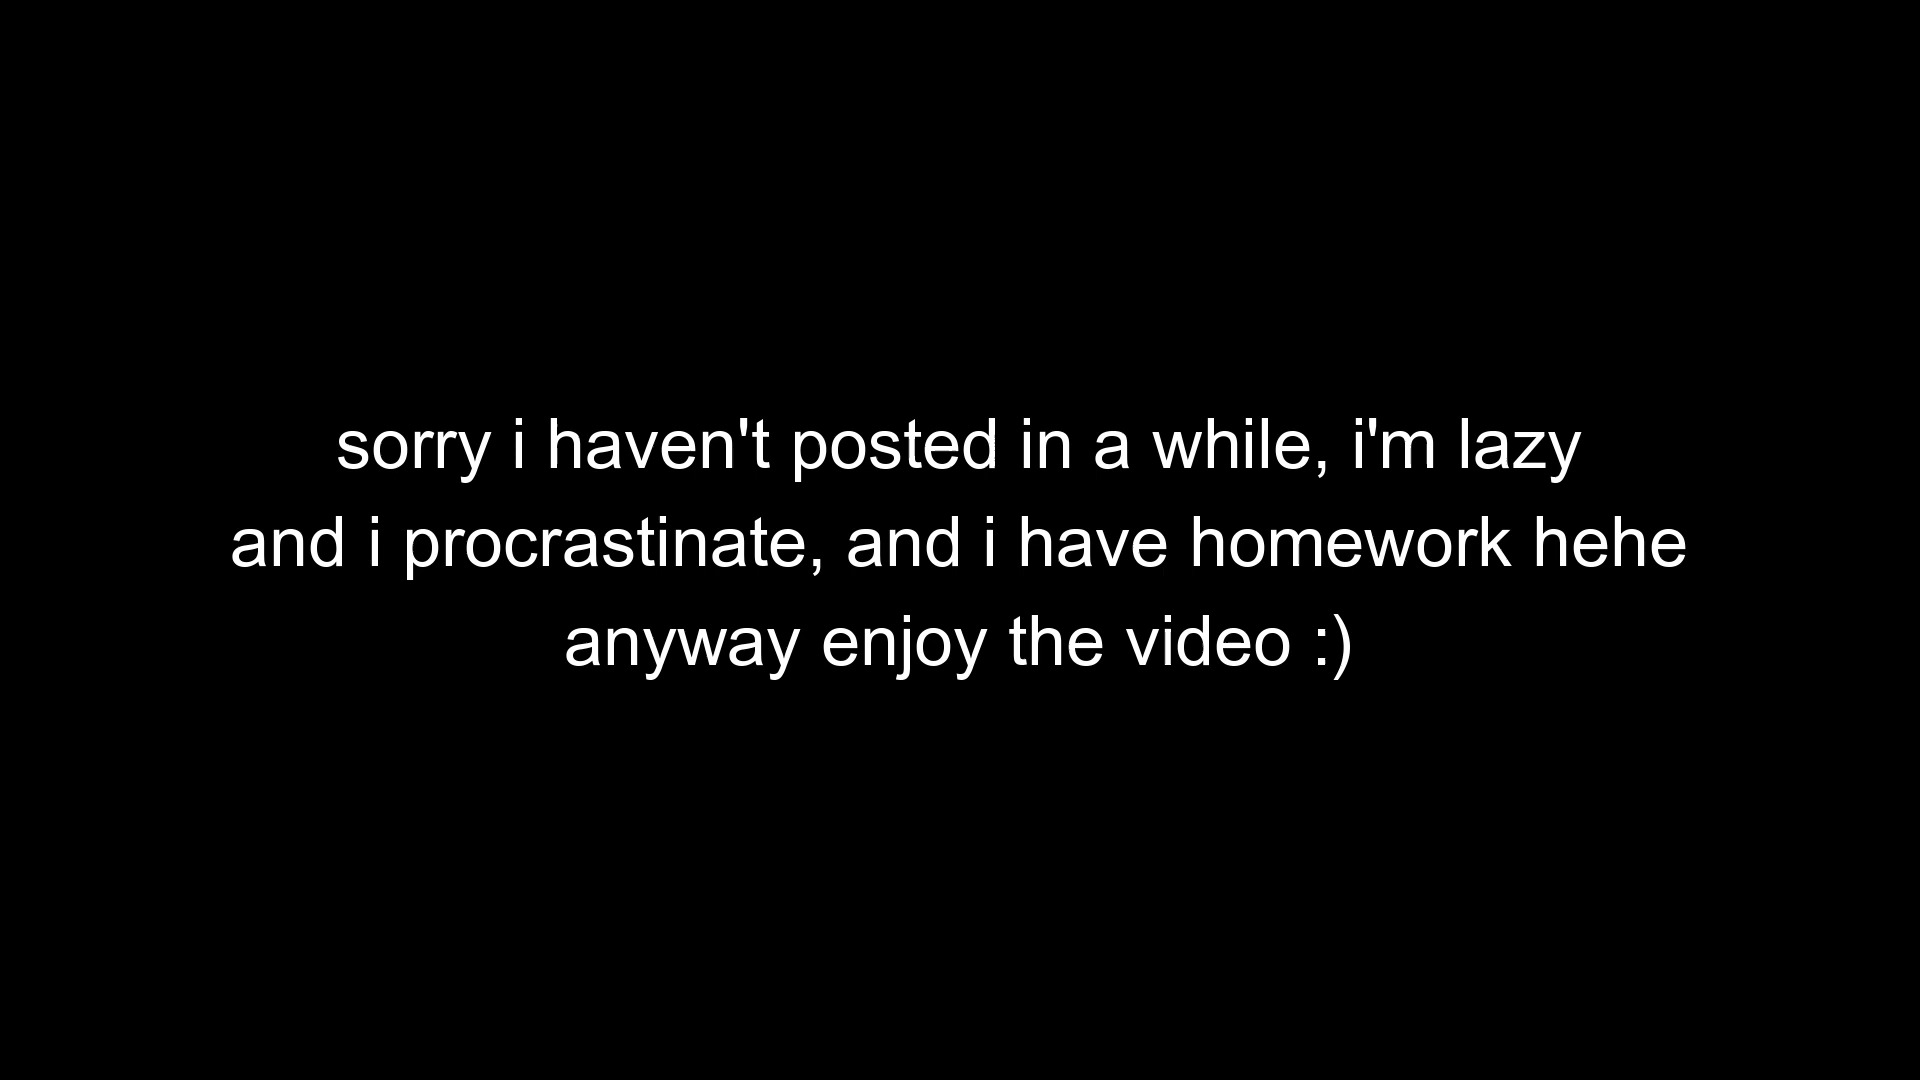 sorry i haven't posted in a while, i'm lazy
and i procrastinate, and i have homework hehe
anyway enjoy the video :)